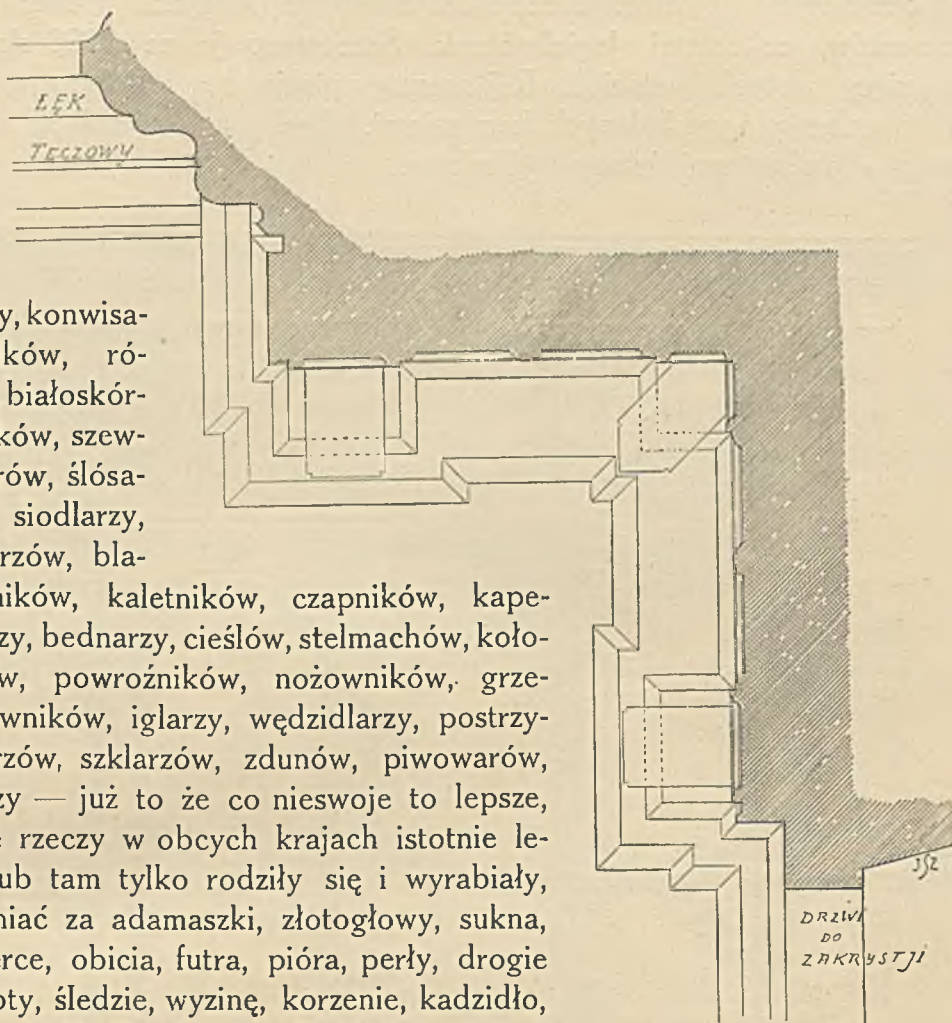 ŁĘK
TĘCZOWY
y, konwisa-
ków, ró-
białoskór-
ków, szew-
rów, ślósa-
siodlarzy,
rzów, bla-
ników, kaletników, czapników, kape-
zy, bednarzy, cieślów, stelmachów, koło-
w, powroźników, nożowników, grze-
wników, iglarzy, wędzidlarzy, postrzy-
rzów, szklarzów, zdunów, piwowarów,
zy — już to że co nieswoje to lepsze,
rzeczy w obcych krajach istotnie le-
ub tam tylko rodziły się i wyrabiały,
niać za adamaszki, złotogłowy, sukna,
erce, obicia, futra, pióra, perły, drogie
oty, śledzie, wyzinę, korzenie, kadzidło,
DRZWI
DO
ZAKRYSTJI